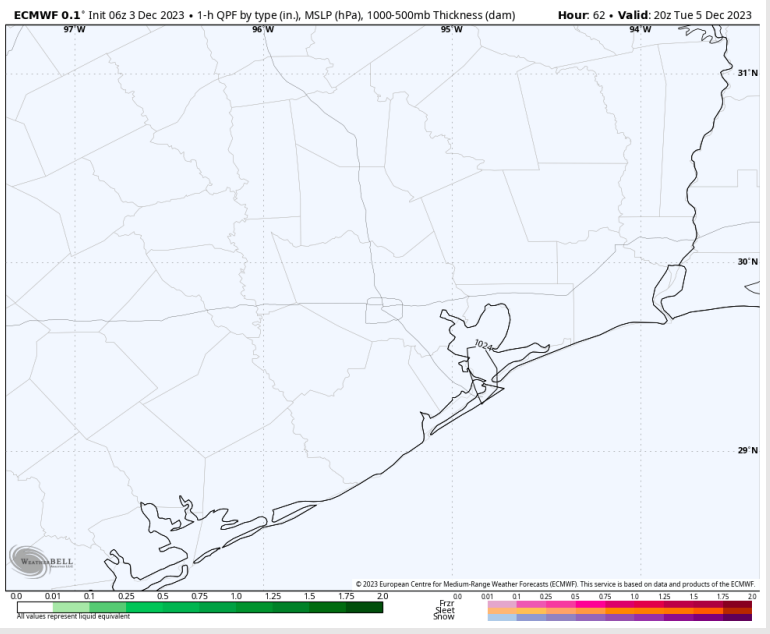 ECMWF 0.1° Init 06z 3 Dec 2023 • 1-h QPF by type (in.), MSLP (hPa), 1000-500mb Thickness (dam) Hour: 62 • Valid: 20z Tue 5 Dec 2023
97°W 96°W 95°W 94°W
31°N
30°N
1024
29°N
WEATHERBELL
© 2023 European Centre for Medium-Range Weather Forecasts (ECMWF). This service is based on data and products of the ECMWF.
0.0 0.01 0.1 0.25 0.5 0.75 1.0 1.25 1.5 1.75 2.0 0.0 0.01 0.1 0.25 0.5 0.75 1.0 1.25 1.5 1.75 2.0
Frzr
Sleet
Snow
All values represent liquid equivalent